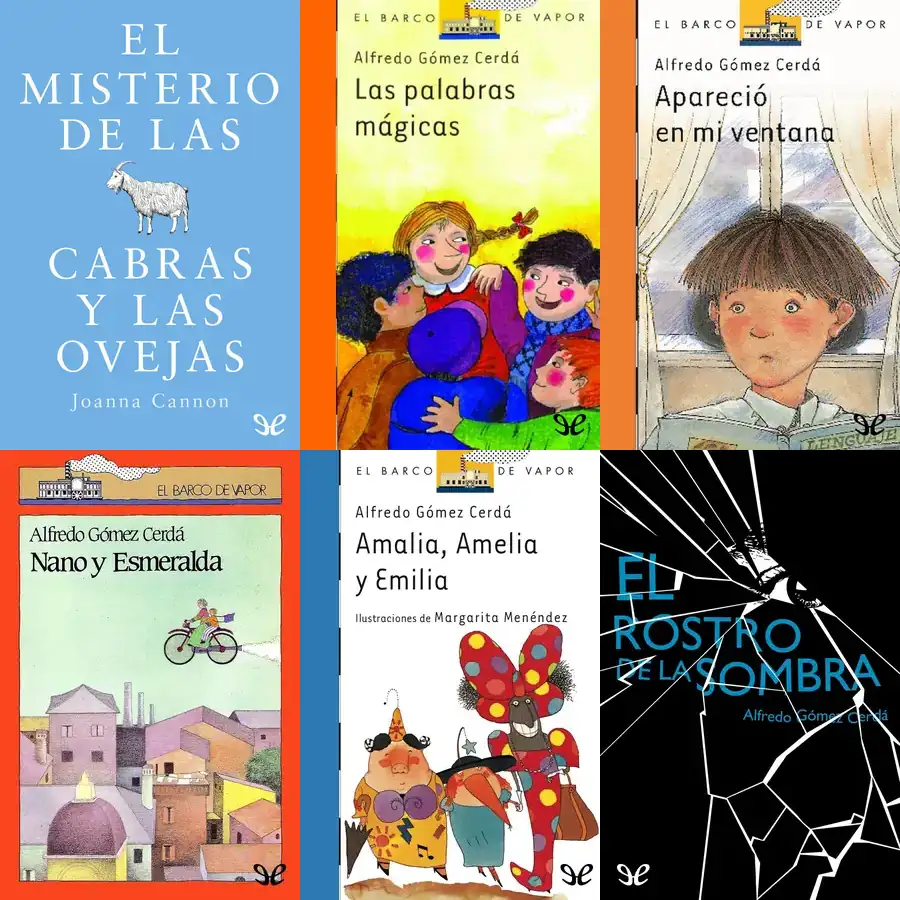 EL
MISTERIO
DE LAS
CABRAS
Y LAS
OVEJAS
Joanna Cannon
EL BARCO DE VAPOR
Alfredo Gómez Cerdá
Las palabras
mágicas
EL BARCO DE VAPOR
Alfredo Gómez Cerdá
Apareció
en mi ventana
LENGUAJE
EL BARCO DE VAPOR
Alfredo Gómez Cerdá
Nano y Esmeralda
EL BARCO DE VAPOR
Alfredo Gómez Cerdá
Amalia, Amelia
y Emilia
Ilustraciones de Margarita Menéndez
EL
ROSTRO
DE LA SOMBRA
Alfredo Gómez Cerdá